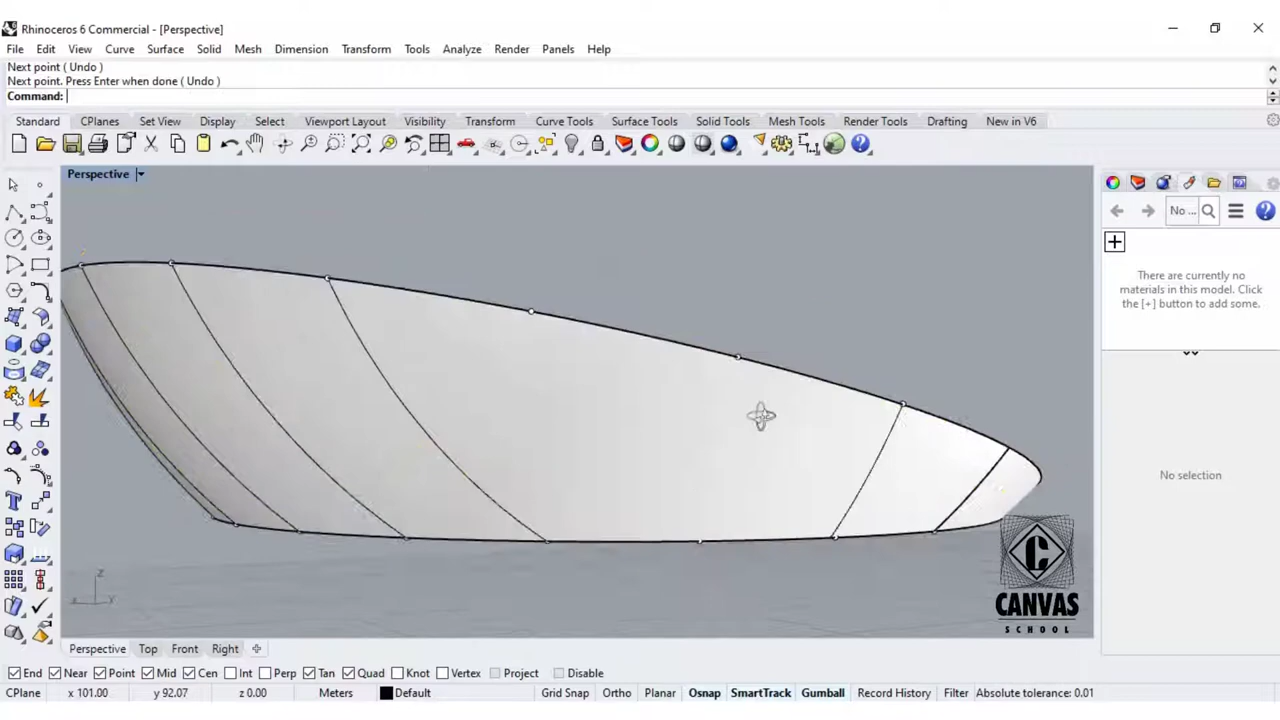 Rhinoceros 6 Commercial - [Perspective]
File Edit View Curve Surface Solid Mesh Dimension Transform Tools Analyze Render Panels Help
Next point ( Undo )
Next point. Press Enter when done ( Undo )
Command:
Standard CPlanes Set View Display Select Viewport Layout Visibility Transform Curve Tools Surface Tools Solid Tools Mesh Tools Render Tools Drafting New in V6
Perspective
No ...
There are currently no
materials in this model. Click
the [+] button to add some.
No selection
z
x
y
CANVAS
SCHOOL
Perspective Top Front Right
End Near Point Mid Cen Int Perp Tan Quad Knot Vertex Project Disable
CPlane x 101.00 y 92.07 z 0.00 Meters Default Grid Snap Ortho Planar Osnap SmartTrack Gumball Record History Filter Absolute tolerance: 0.01